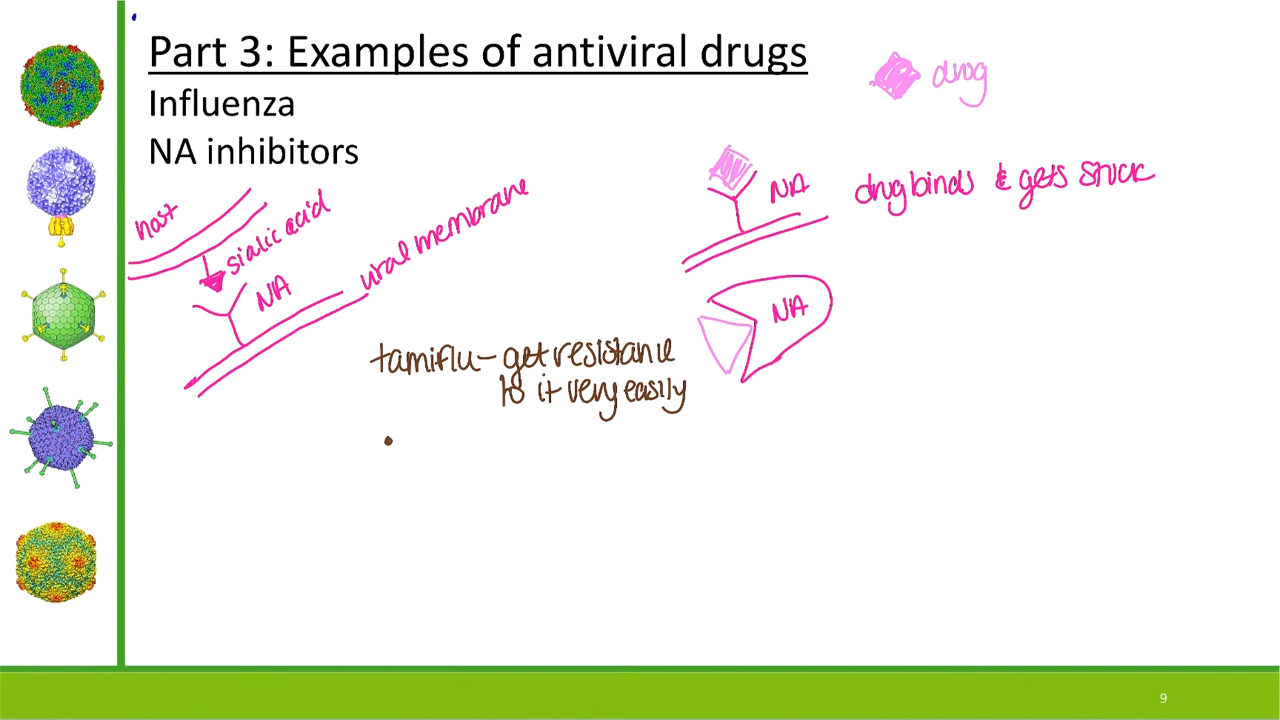 Part 3: Examples of antiviral drugs
Influenza
NA inhibitors
drug
host
sialic acid
NA
viral membrane
NA
drug binds & gets stuck
NA
tamiflu - get resistance
to it very easily
9